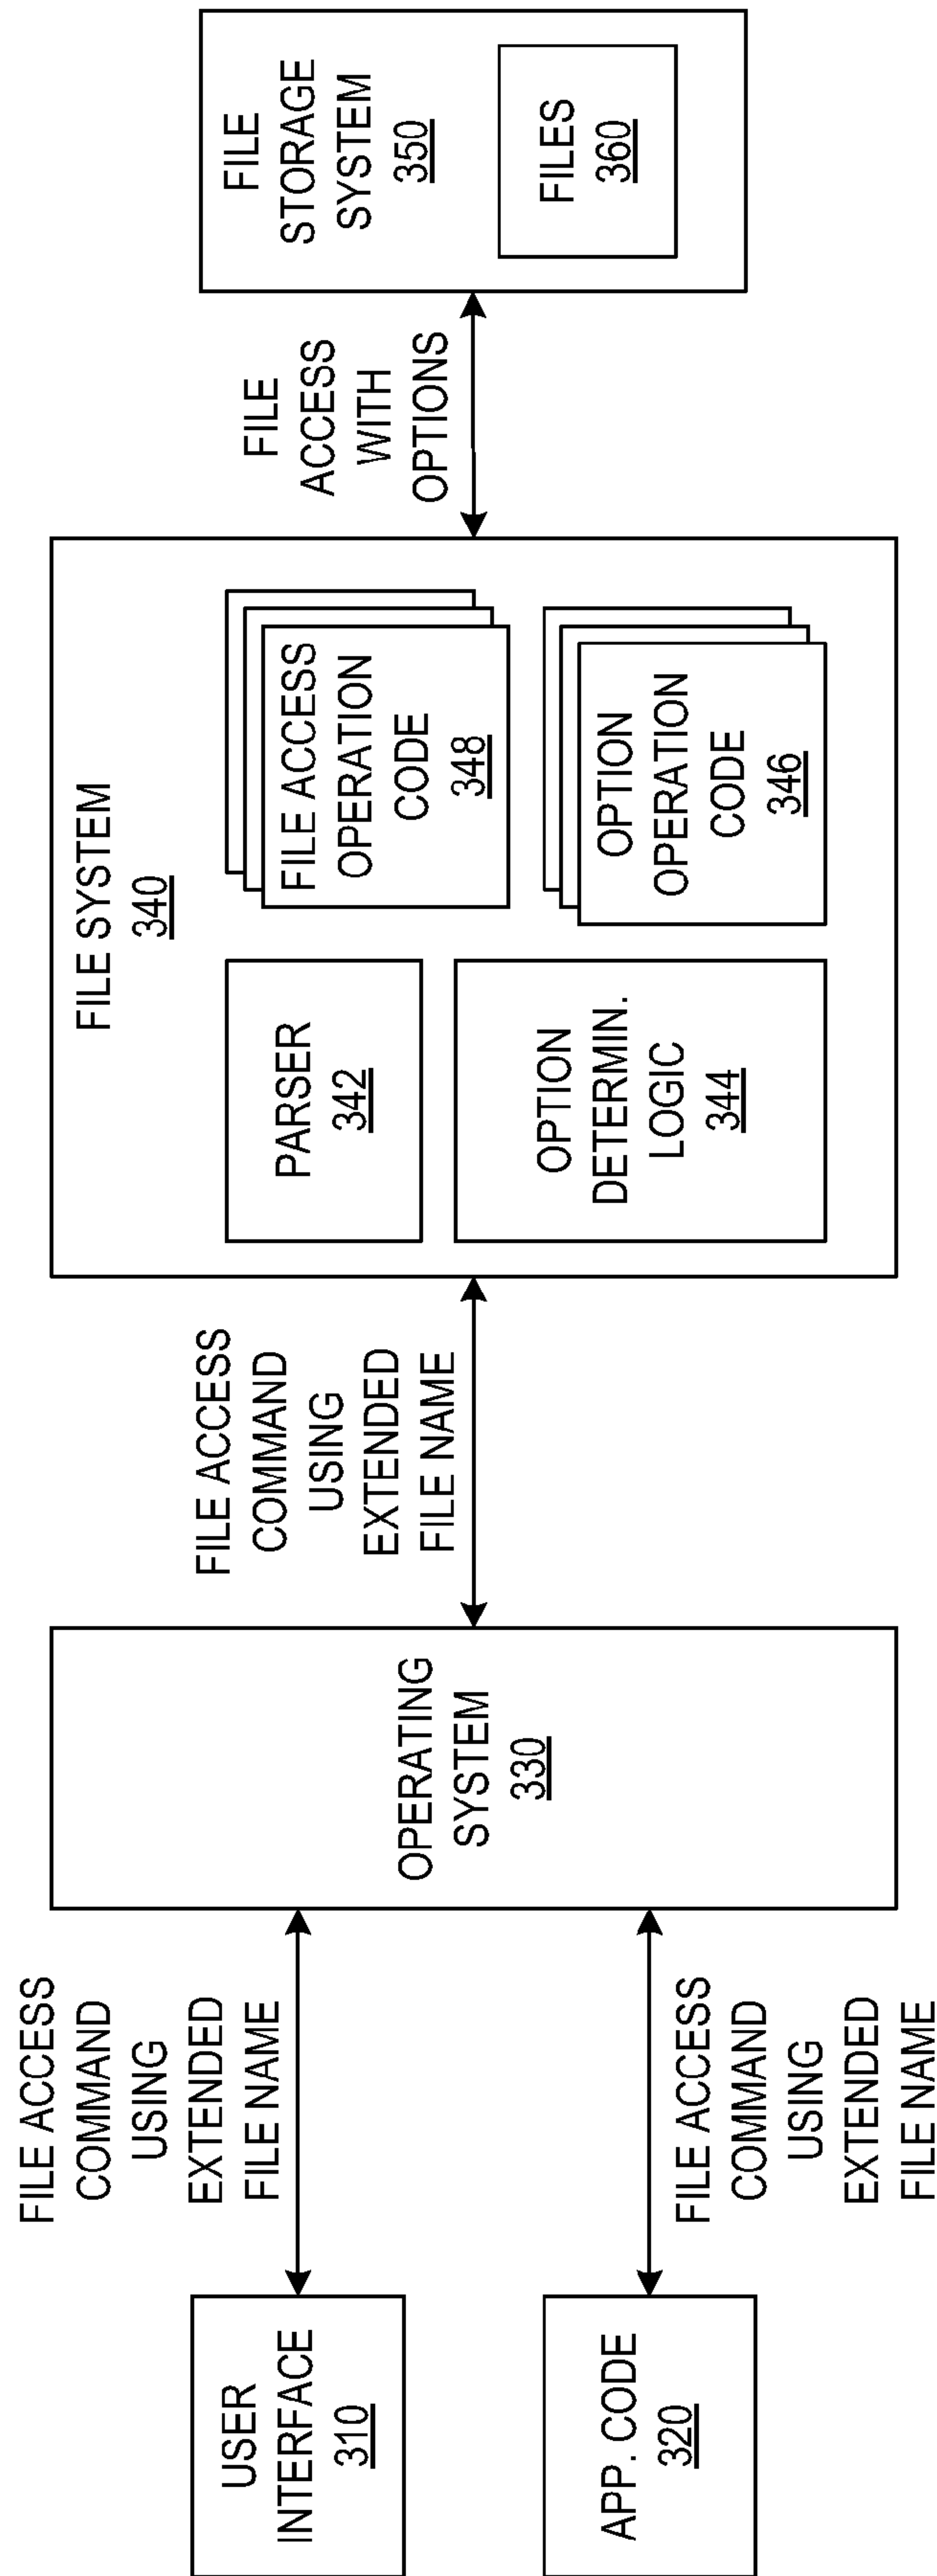 USER
INTERFACE
310
APP. CODE
320
FILE ACCESS
COMMAND
USING
EXTENDED
FILE NAME
FILE ACCESS
COMMAND
USING
EXTENDED
FILE NAME
OPERATING
SYSTEM
330
FILE ACCESS
COMMAND
USING
EXTENDED
FILE NAME
FILE SYSTEM
340
PARSER
342
OPTION
DETERMIN.
LOGIC
344
FILE ACCESS
OPERATION
CODE
348
OPTION
OPERATION
CODE
346
FILE
ACCESS
WITH
OPTIONS
FILE
STORAGE
SYSTEM
350
FILES
360